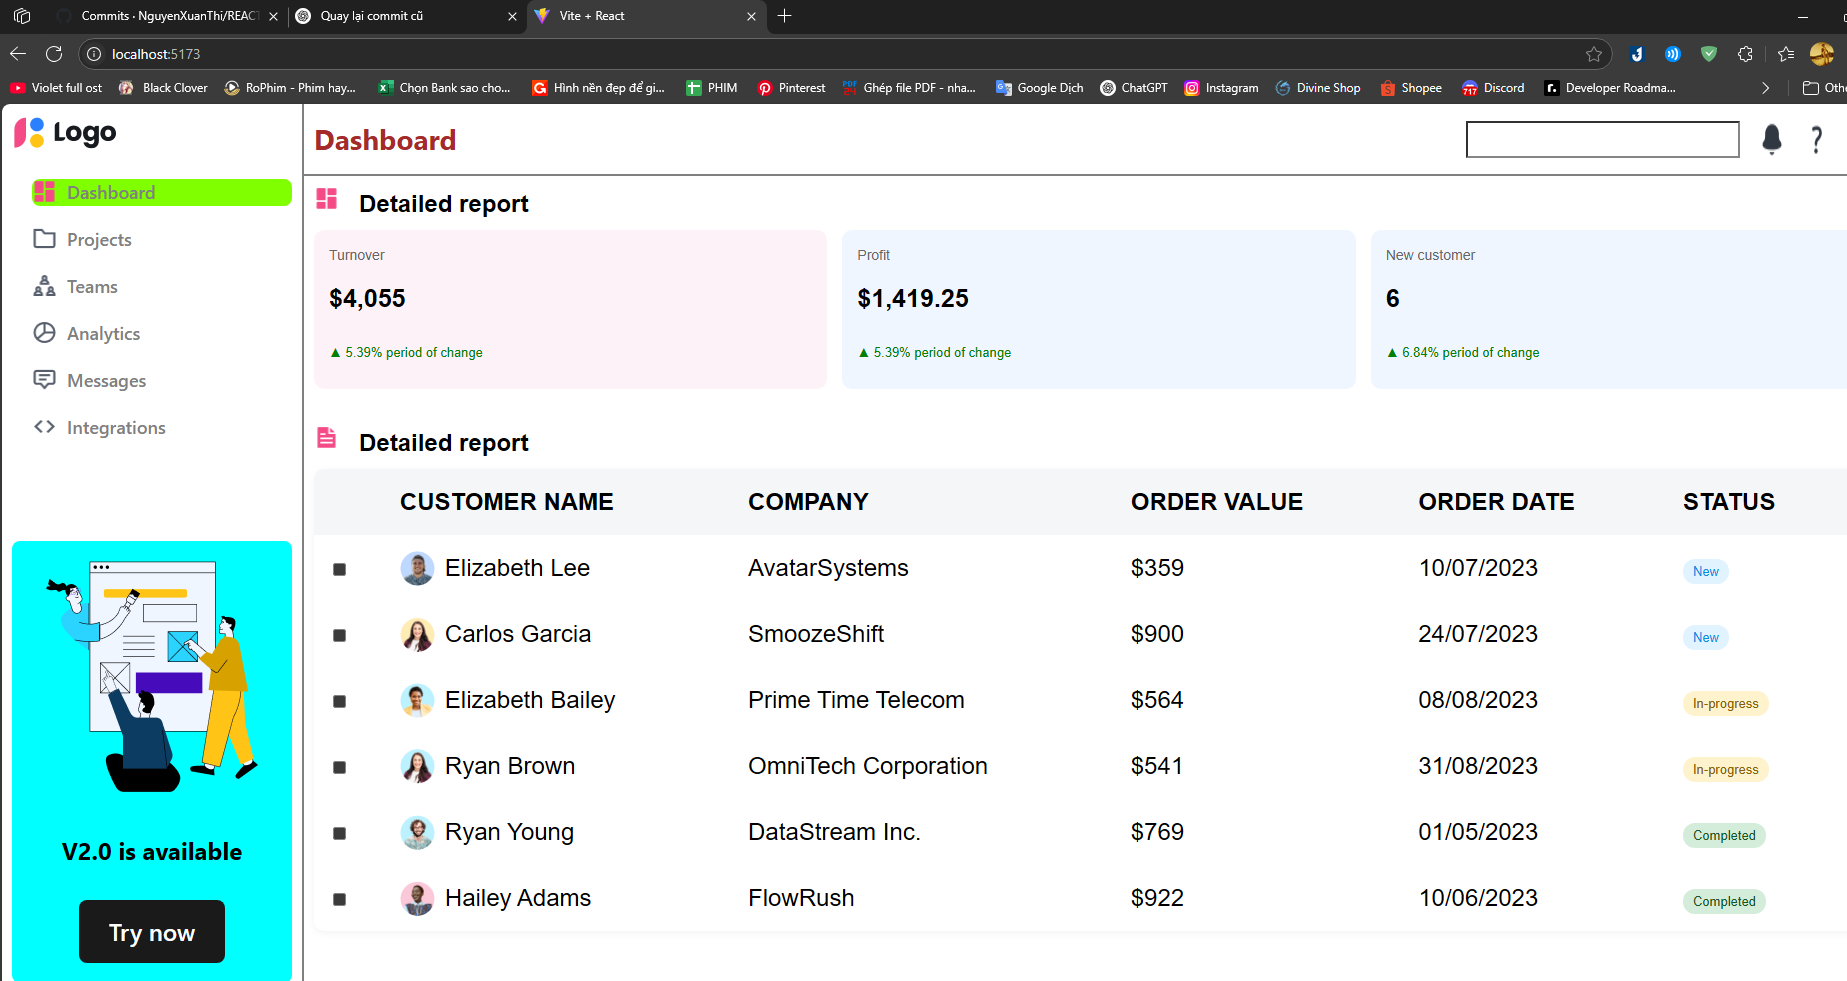 Commits · NguyenXuanThi/REACT
Quay lại commit cũ
Vite + React
localhost:5173
Violet full ost
Black Clover
RoPhim - Phim hay...
Chọn Bank sao cho...
Hình nền đẹp để gi...
PHIM
Pinterest
Ghép file PDF - nha...
Google Dịch
ChatGPT
Instagram
Divine Shop
Shopee
Discord
Developer Roadma...
Othe
Logo
Dashboard
Projects
Teams
Analytics
Messages
Integrations
V2.0 is available
Try now
Dashboard
Detailed report
Turnover
$4,055
▲ 5.39% period of change
Profit
$1,419.25
▲ 5.39% period of change
New customer
6
▲ 6.84% period of change
Detailed report
CUSTOMER NAME COMPANY ORDER VALUE ORDER DATE STATUS
Elizabeth Lee AvatarSystems $359 10/07/2023 New
Carlos Garcia SmoozeShift $900 24/07/2023 New
Elizabeth Bailey Prime Time Telecom $564 08/08/2023 In-progress
Ryan Brown OmniTech Corporation $541 31/08/2023 In-progress
Ryan Young DataStream Inc. $769 01/05/2023 Completed
Hailey Adams FlowRush $922 10/06/2023 Completed